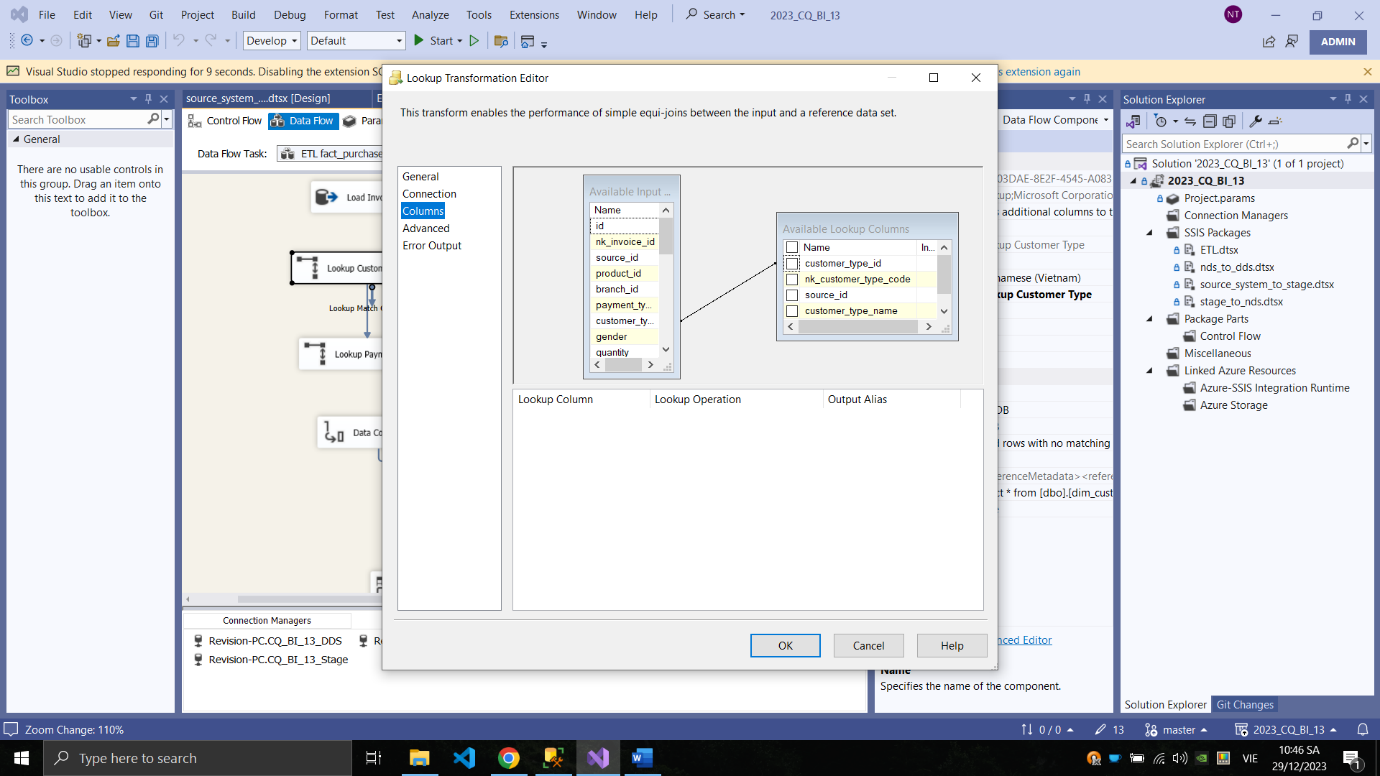 File Edit View Git Project Build Debug Format Test Analyze Tools Extensions Window Help Search 2023_CQ_BI_13 NT
Develop Default Start ADMIN
Visual Studio stopped responding for 9 seconds. Disabling the extension
s extension again
Toolbox
Search Toolbox
General
There are no usable controls in
this group. Drag an item onto
this text to add it to the
toolbox.
source_system_....dtsx [Design]
Control Flow Data Flow
Data Flow Task: ETL fact_purchase
Load Inv
Lookup Custom
Lookup Match
Lookup Paym
Data Co
Connection Managers
Revision-PC.CQ_BI_13_DDS
Revision-PC.CQ_BI_13_Stage
Lookup Transformation Editor
This transform enables the performance of simple equi-joins between the input and a reference data set.
General
Connection
Columns
Advanced
Error Output
Available Input ...
Name
id
nk_invoice_id
source_id
product_id
branch_id
payment_ty...
customer_ty...
gender
quantity
Available Lookup Columns
Name In...
customer_type_id
nk_customer_type_code
source_id
customer_type_name
Lookup Column Lookup Operation Output Alias
OK Cancel Help
Data Flow Compone
03DAE-8E2F-4545-A083
kup;Microsoft Corporatio
s additional columns to t
kup Customer Type
namese (Vietnam)
kup Customer Type
DB
l rows with no matching
erenceMetadata><refere
ct * from [dbo].[dim_cust
nced Editor
Name
Specifies the name of the component.
Solution Explorer
Search Solution Explorer (Ctrl+;)
Solution '2023_CQ_BI_13' (1 of 1 project)
2023_CQ_BI_13
Project.params
Connection Managers
SSIS Packages
ETL.dtsx
nds_to_dds.dtsx
source_system_to_stage.dtsx
stage_to_nds.dtsx
Package Parts
Control Flow
Miscellaneous
Linked Azure Resources
Azure-SSIS Integration Runtime
Azure Storage
Solution Explorer Git Changes
Zoom Change: 110% 0 / 0 13 master 2023_CQ_BI_13
Type here to search
VIE
10:46 SA
29/12/2023
1